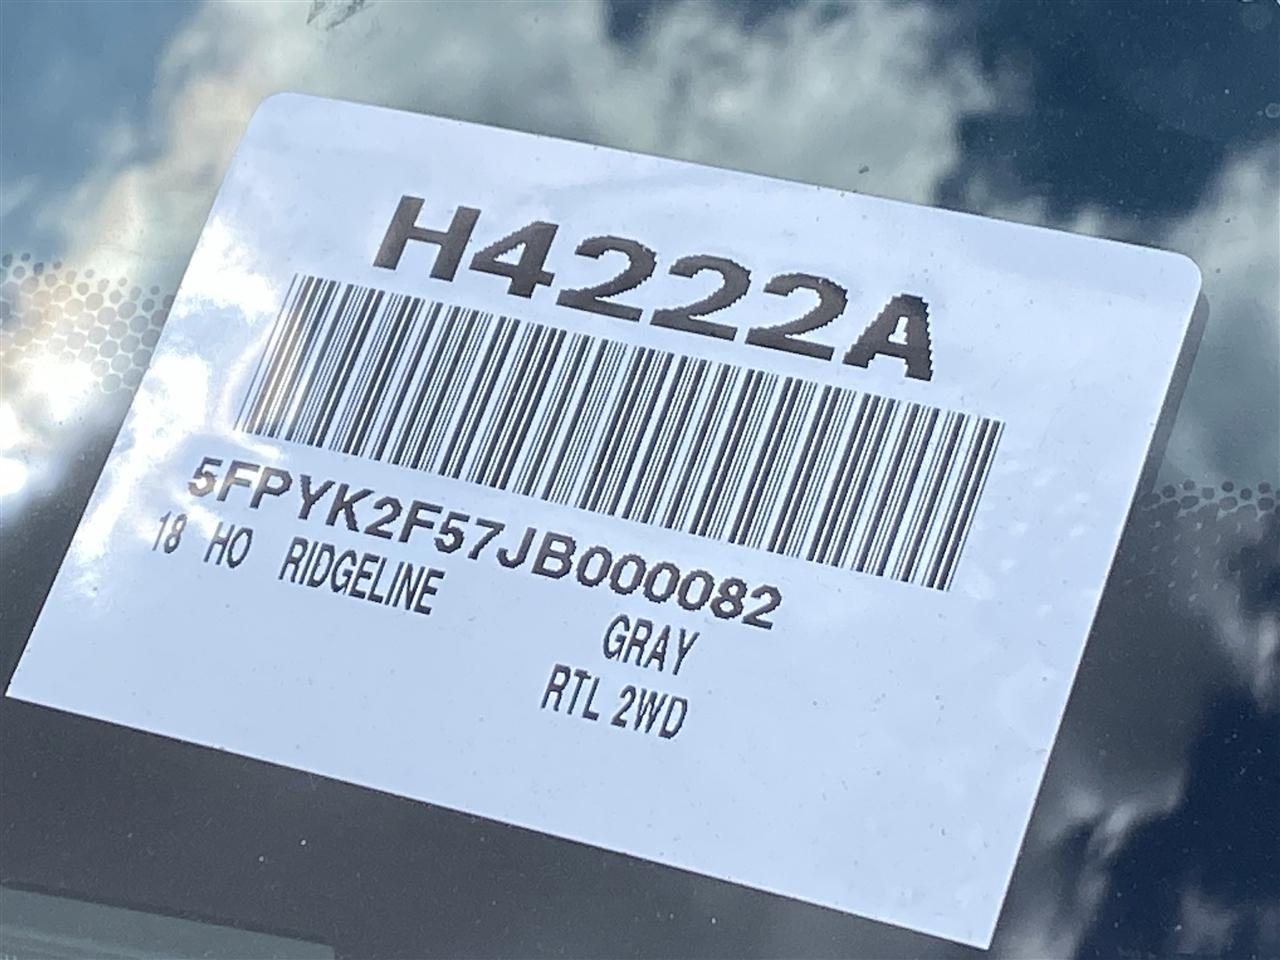 H4222A
5FPYK2F57JB000082
18 HO RIDGELINE
GRAY
RTL 2WD